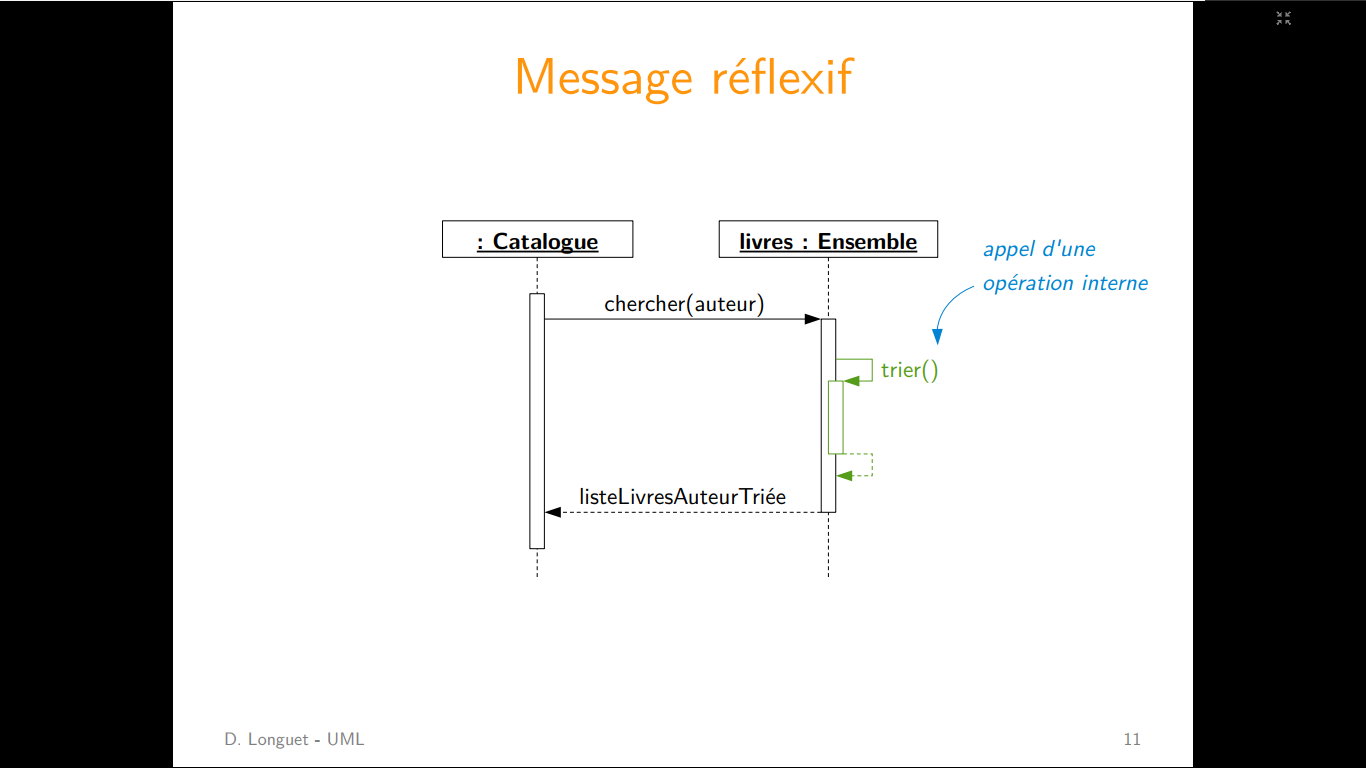 Message réflexif
: Catalogue
livres : Ensemble
appel d'une
opération interne
chercher(auteur)
trier()
listeLivresAuteurTriée
D. Longuet - UML
11